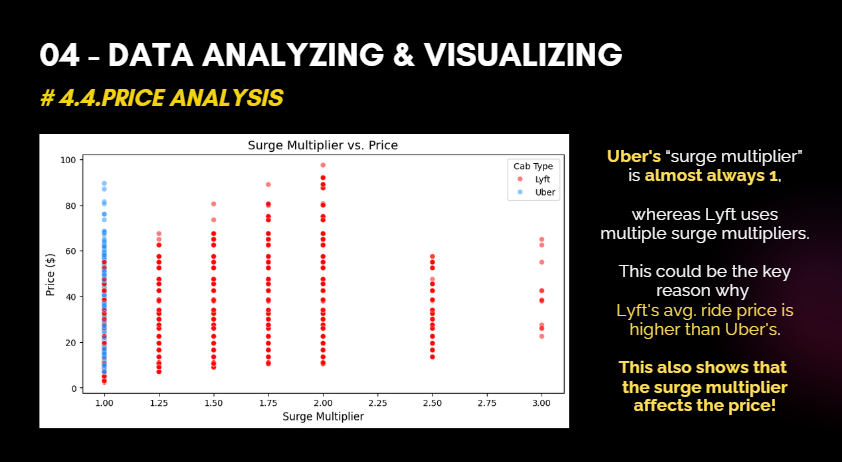 04 - DATA ANALYZING & VISUALIZING
# 4.4.PRICE ANALYSIS
Surge Multiplier vs. Price
100
80
60
40
20
0
Price ($)
Cab Type
Lyft
Uber
1.00 1.25 1.50 1.75 2.00 2.25 2.50 2.75 3.00
Surge Multiplier
Uber's “surge multiplier”
is almost always 1,
whereas Lyft uses
multiple surge multipliers.
This could be the key
reason why
Lyft's avg. ride price is
higher than Uber's.
This also shows that
the surge multiplier
affects the price!